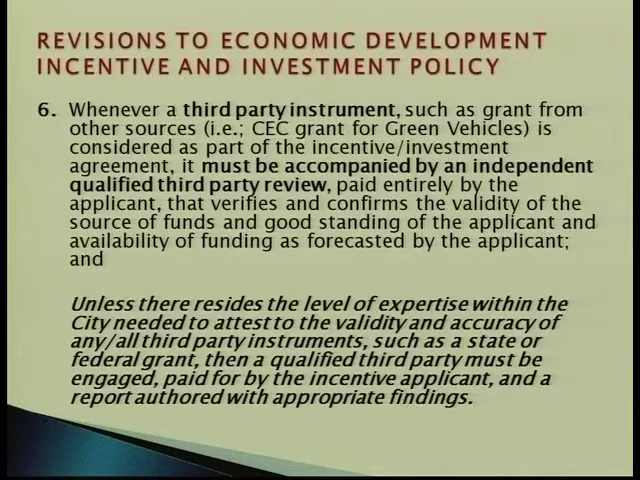 REVISIONS TO ECONOMIC DEVELOPMENT
INCENTIVE AND INVESTMENT POLICY
6. Whenever a third party instrument, such as grant from
other sources (i.e.; CEC grant for Green Vehicles) is
considered as part of the incentive/investment
agreement, it must be accompanied by an independent
qualified third party review, paid entirely by the
applicant, that verifies and confirms the validity of the
source of funds and good standing of the applicant and
availability of funding as forecasted by the applicant;
and
Unless there resides the level of expertise within the
City needed to attest to the validity and accuracy of
any/all third party instruments, such as a state or
federal grant, then a qualified third party must be
engaged, paid for by the incentive applicant, and a
report authored with appropriate findings.